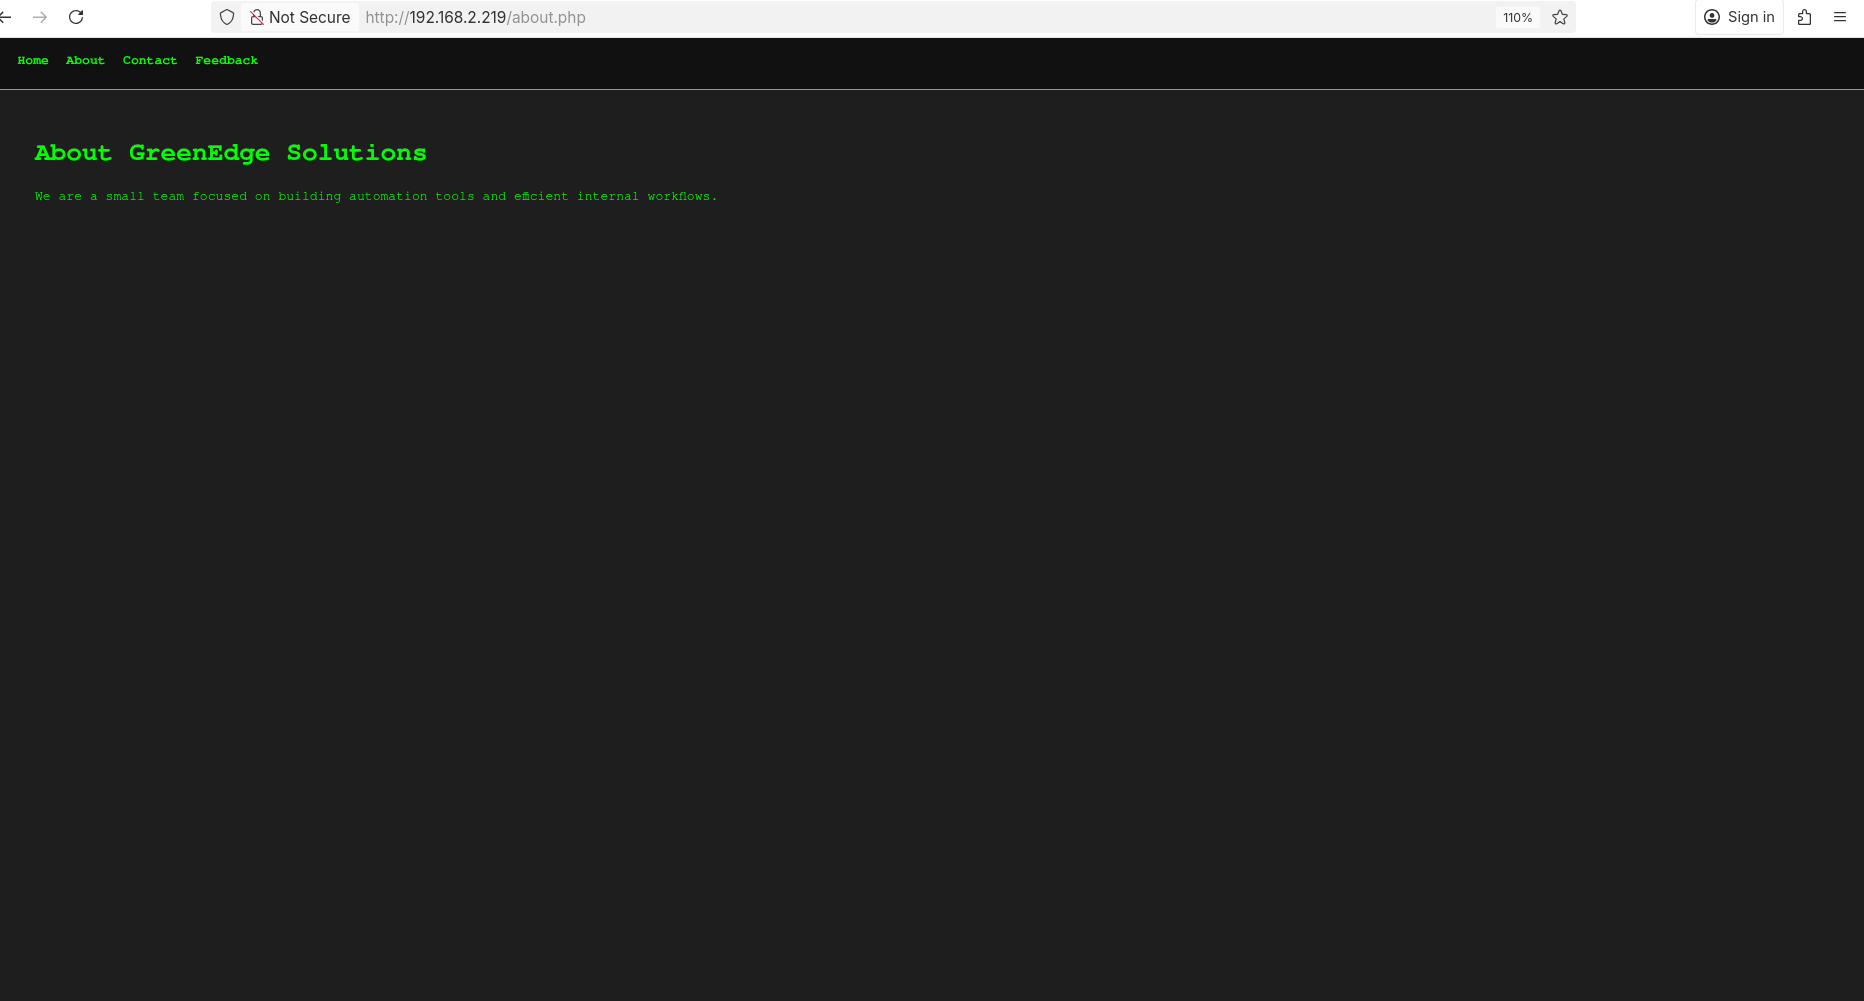 Not Secure http://192.168.2.219/about.php 110% Sign in
Home About Contact Feedback
About GreenEdge Solutions
We are a small team focused on building automation tools and efficient internal workflows.